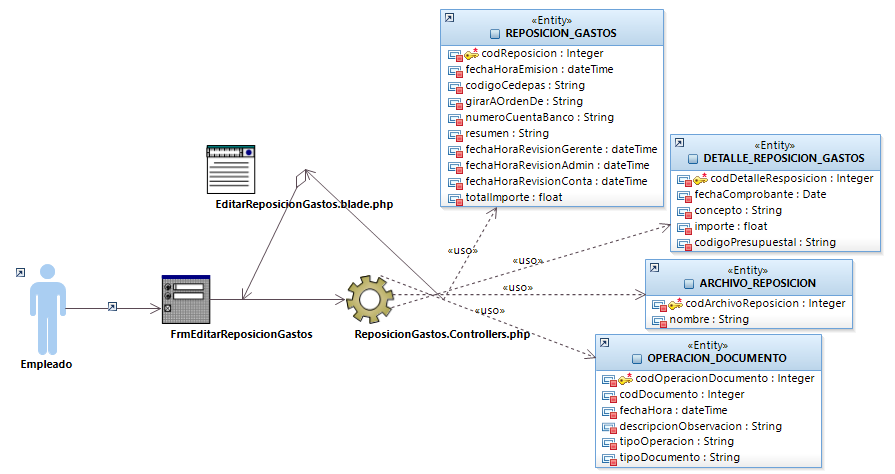 «Entity»
REPOSICION_GASTOS
codReposicion : Integer
fechaHoraEmision : dateTime
codigoCedepas : String
girarAOrdenDe : String
numeroCuentaBanco : String
resumen : String
fechaHoraRevisionGerente : dateTime
fechaHoraRevisionAdmin : dateTime
fechaHoraRevisionConta : dateTime
totalImporte : float
«Entity»
DETALLE_REPOSICION_GASTOS
codDetalleResposicion : Integer
fechaComprobante : Date
concepto : String
importe : float
codigoPresupuestal : String
EditarReposicionGastos.blade.php
«uso»
«uso»
«uso»
«uso»
«Entity»
ARCHIVO_REPOSICION
codArchivoReposicion : Integer
nombre : String
Empleado
FrmEditarReposicionGastos
ReposicionGastos.Controllers.php
«Entity»
OPERACION_DOCUMENTO
codOperacionDocumento : Integer
codDocumento : Integer
fechaHora : dateTime
descripcionObservacion : String
tipoOperacion : String
tipoDocumento : String